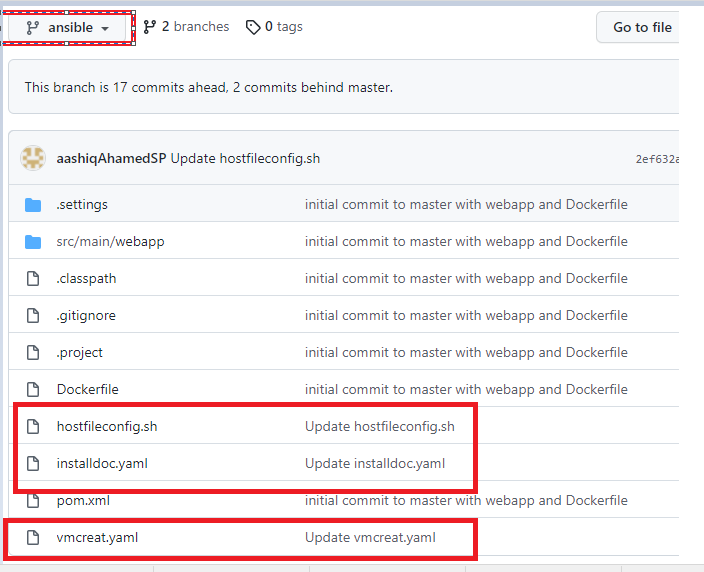 ansible 2 branches 0 tags Go to file
This branch is 17 commits ahead, 2 commits behind master.
aashiqAhamedSP Update hostfileconfig.sh 2ef632a
.settings initial commit to master with webapp and Dockerfile
src/main/webapp initial commit to master with webapp and Dockerfile
.classpath initial commit to master with webapp and Dockerfile
.gitignore initial commit to master with webapp and Dockerfile
.project initial commit to master with webapp and Dockerfile
Dockerfile initial commit to master with webapp and Dockerfile
hostfileconfig.sh Update hostfileconfig.sh
installdoc.yaml Update installdoc.yaml
pom.xml initial commit to master with webapp and Dockerfile
vmcreat.yaml Update vmcreat.yaml